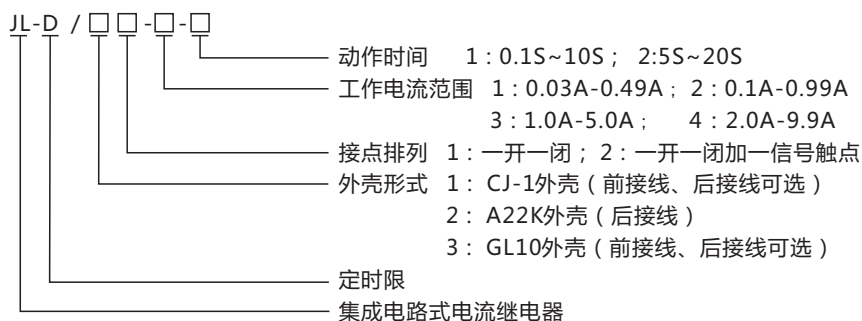 JL-D / □ □ -□-□
动作时间 1：0.1S~10S； 2:5S~20S
工作电流范围 1：0.03A-0.49A；2：0.1A-0.99A
3：1.0A-5.0A； 4：2.0A-9.9A
接点排列 1：一开一闭；2：一开一闭加一信号触点
外壳形式 1： CJ-1外壳（前接线、后接线可选）
2： A22K外壳（后接线）
3： GL10外壳（前接线、后接线可选）
定时限
集成电路式电流继电器